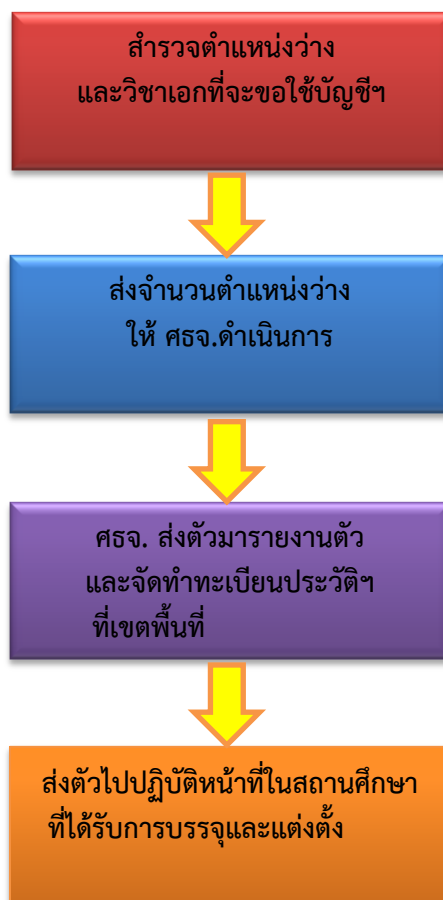 สำรวจตำแหน่งว่าง
และวิชาเอกที่จะขอใช้บัญชีฯ
ส่งจำนวนตำแหน่งว่าง
ให้ ศธจ.ดำเนินการ
ศธจ. ส่งตัวมารายงานตัว
และจัดทำทะเบียนประวัติฯ
ที่เขตพื้นที่
ส่งตัวไปปฏิบัติหน้าที่ในสถานศึกษา
ที่ได้รับการบรรจุและแต่งตั้ง